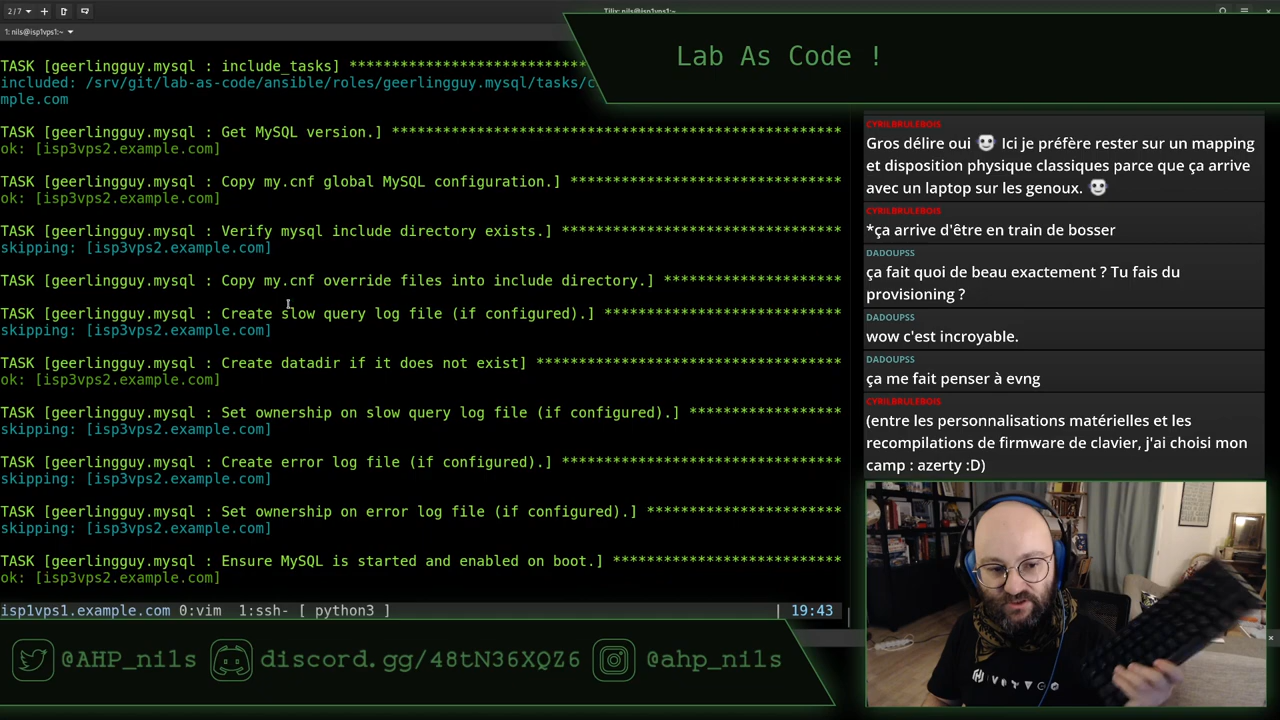 2/7
Tilix: nils@isp1vps1:~
1: nils@isp1vps1:~
Lab As Code !
TASK [geerlingguy.mysql : include_tasks] ****************************
included: /srv/git/lab-as-code/ansible/roles/geerlingguy.mysql/tasks/c
mple.com
TASK [geerlingguy.mysql : Get MySQL version.] *****************************************************
ok: [isp3vps2.example.com]
TASK [geerlingguy.mysql : Copy my.cnf global MySQL configuration.] ********************************
ok: [isp3vps2.example.com]
TASK [geerlingguy.mysql : Verify mysql include directory exists.] *********************************
skipping: [isp3vps2.example.com]
TASK [geerlingguy.mysql : Copy my.cnf override files into include directory.] *********************
TASK [geerlingguy.mysql : Create slow query log file (if configured).] ****************************
skipping: [isp3vps2.example.com]
TASK [geerlingguy.mysql : Create datadir if it does not exist] ************************************
ok: [isp3vps2.example.com]
TASK [geerlingguy.mysql : Set ownership on slow query log file (if configured).] ******************
skipping: [isp3vps2.example.com]
TASK [geerlingguy.mysql : Create error log file (if configured).] *********************************
skipping: [isp3vps2.example.com]
TASK [geerlingguy.mysql : Set ownership on error log file (if configured).] ***********************
skipping: [isp3vps2.example.com]
TASK [geerlingguy.mysql : Ensure MySQL is started and enabled on boot.] ***************************
ok: [isp3vps2.example.com]
isp1vps1.example.com 0:vim 1:ssh- [ python3 ] | 19:43
CYRILBRULEBOIS
Gros délire oui Ici je préfère rester sur un mapping
et disposition physique classiques parce que ça arrive
avec un laptop sur les genoux.
CYRILBRULEBOIS
*ça arrive d'être en train de bosser
DADOUPSS
ça fait quoi de beau exactement ? Tu fais du
provisioning ?
DADOUPSS
wow c'est incroyable.
DADOUPSS
ça me fait penser à evng
CYRILBRULEBOIS
(entre les personnalisations matérielles et les
recompilations de firmware de clavier, j'ai choisi mon
camp : azerty :D)
@AHP_nils discord.gg/48tN36XQZ6 @ahp_nils